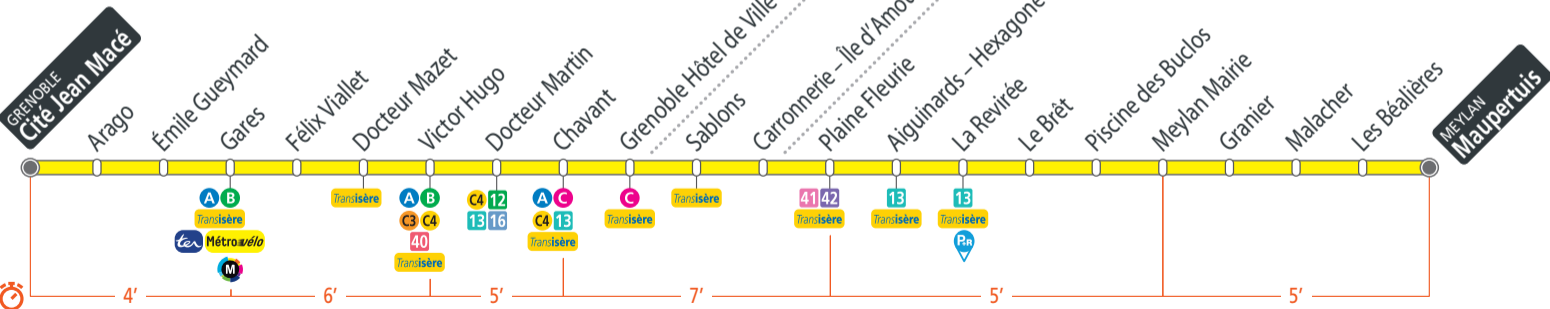 GRENOBLE
Cité Jean Macé
Arago
Émile Gueymard
Gares
Félix Viallet
Docteur Mazet
Victor Hugo
Docteur Martin
Chavant
Grenoble Hôtel de Ville
Sablons
Carronnerie – Île d'Amou
Plaine Fleurie
Aiguinards – Hexagone
La Revirée
Le Brêt
Piscine des Buclos
Meylan Mairie
Granier
Malacher
Les Béalières
MEYLAN
Maupertuis
A B
Transisère
ter Métrovélo
M
Transisère
A B
C3 C4
40
Transisère
C4 12
13 16
A C
C4 13
Transisère
C
Transisère
Transisère
41 42
Transisère
13
Transisère
13
Transisère
P+R
4’ 6’ 5’ 7’ 5’ 5’